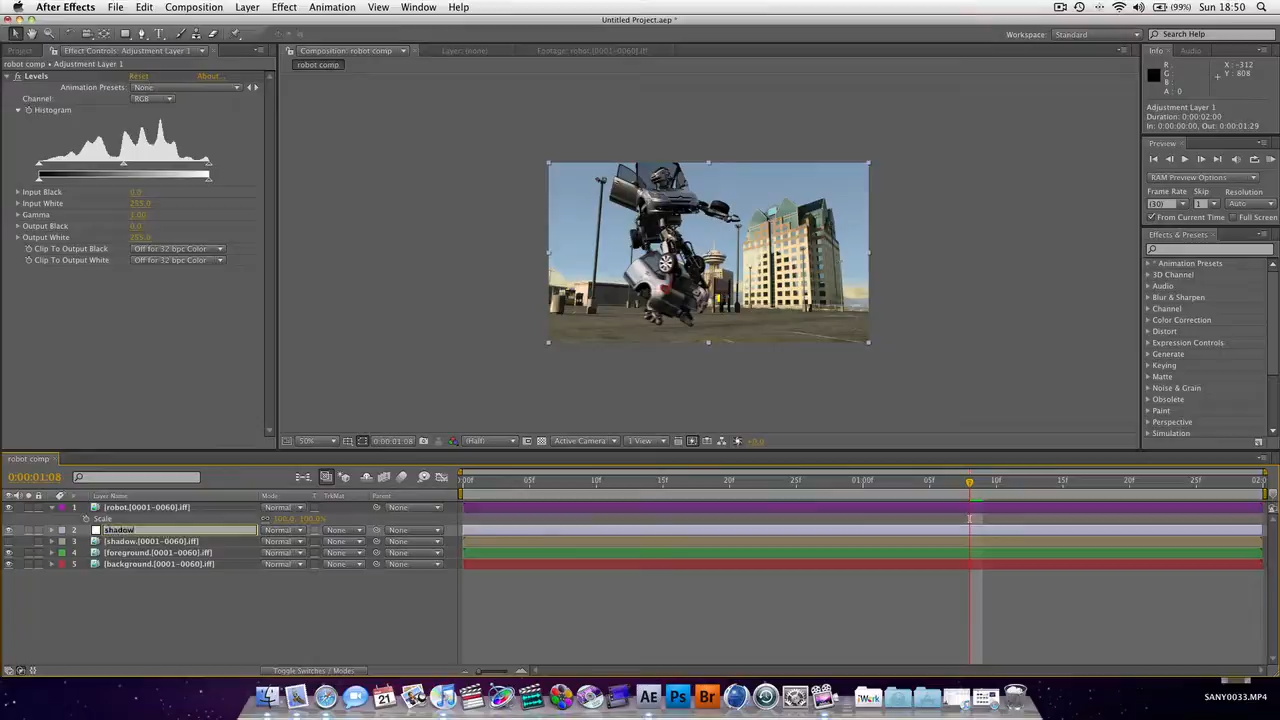 After Effects File Edit Composition Layer Effect Animation View Window Help (99%) Sun 18:50
Untitled Project.aep *
Workspace: Standard Search Help
Project Effect Controls: Adjustment Layer 1 Composition: robot comp Layer: (none) Footage: robot.[0001-0060].iff Info Audio
robot comp • Adjustment Layer 1 robot comp
Levels Reset About...
Animation Presets: None
Channel: RGB
Histogram
Input Black 0.0
Input White 255.0
Gamma 1.00
Output Black 0.0
Output White 255.0
Clip To Output Black Off for 32 bpc Color
Clip To Output White Off for 32 bpc Color
R : X : -312
G : Y : 808
B :
A : 0
Adjustment Layer 1
Duration: 0:00:02:00
In: 0:00:00:00, Out: 0:00:01:29
Preview
RAM Preview Options
Frame Rate Skip Resolution
(30) 1 Auto
From Current Time Full Screen
Effects & Presets
* Animation Presets
3D Channel
Audio
Blur & Sharpen
Channel
Color Correction
Distort
Expression Controls
Generate
Keying
Matte
Noise & Grain
Obsolete
Paint
Perspective
Simulation
50% 0:00:01:08 (Half) Active Camera 1 View +0.0
robot comp
0:00:01:08
:00f 05f 10f 15f 20f 25f 01:00f 05f 10f 15f 20f 25f 02:0
# Layer Name Mode T TrkMat Parent
1 [robot.[0001-0060].iff] Normal None
Scale 100.0, 100.0%
2 shadow Normal None None
3 [shadow.[0001-0060].iff] Normal None None
4 [foreground.[0001-0060].iff] Normal None None
5 [background.[0001-0060].iff] Normal None None
Toggle Switches / Modes
AE Ps Br iWork
SANY0033.MP4